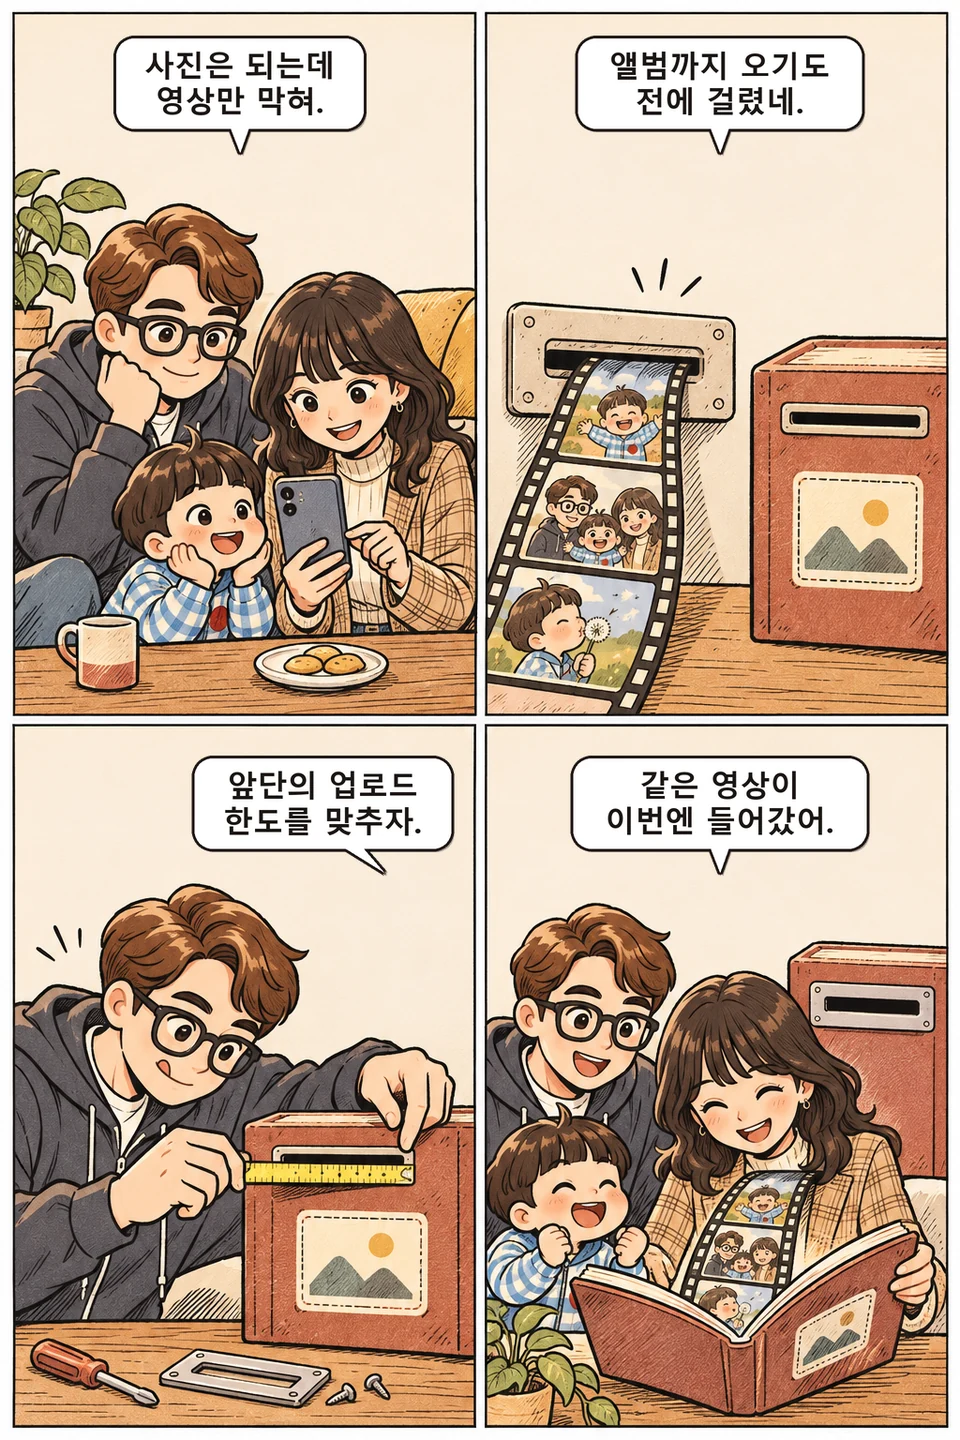 사진은 되는데
영상만 막혀.
앨범까지 오기도
전에 걸렸네.
앞단의 업로드
한도를 맞추자.
같은 영상이
이번엔 들어갔어.